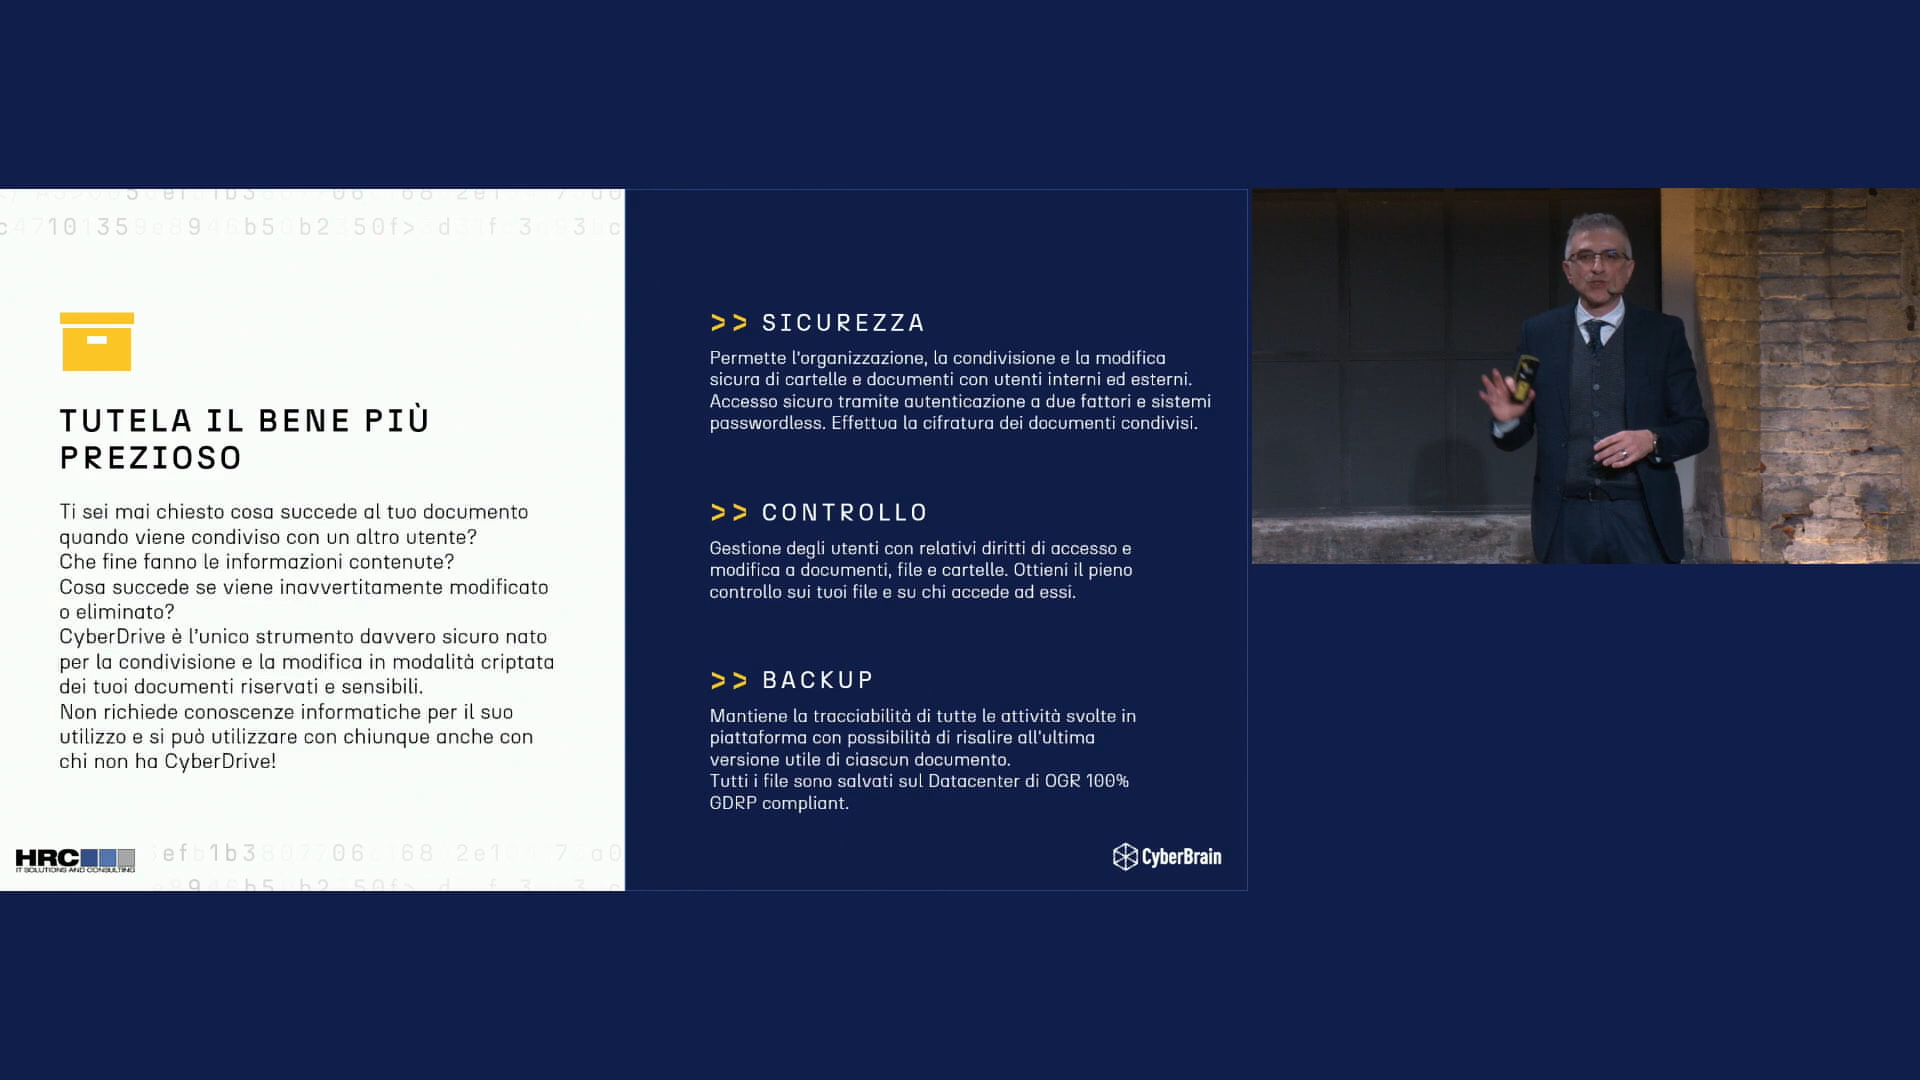 TUTELA IL BENE PIÙ
PREZIOSO
Ti sei mai chiesto cosa succede al tuo documento
quando viene condiviso con un altro utente?
Che fine fanno le informazioni contenute?
Cosa succede se viene inavvertitamente modificato
o eliminato?
CyberDrive è l'unico strumento davvero sicuro nato
per la condivisione e la modifica in modalità criptata
dei tuoi documenti riservati e sensibili.
Non richiede conoscenze informatiche per il suo
utilizzo e si può utilizzare con chiunque anche con
chi non ha CyberDrive!
HRC
IT SOLUTIONS AND CONSULTING
>> SICUREZZA
Permette l'organizzazione, la condivisione e la modifica
sicura di cartelle e documenti con utenti interni ed esterni.
Accesso sicuro tramite autenticazione a due fattori e sistemi
passwordless. Effettua la cifratura dei documenti condivisi.
>> CONTROLLO
Gestione degli utenti con relativi diritti di accesso e
modifica a documenti, file e cartelle. Ottieni il pieno
controllo sui tuoi file e su chi accede ad essi.
>> BACKUP
Mantiene la tracciabilità di tutte le attività svolte in
piattaforma con possibilità di risalire all'ultima
versione utile di ciascun documento.
Tutti i file sono salvati sul Datacenter di OGR 100%
GDRP compliant.
CyberBrain